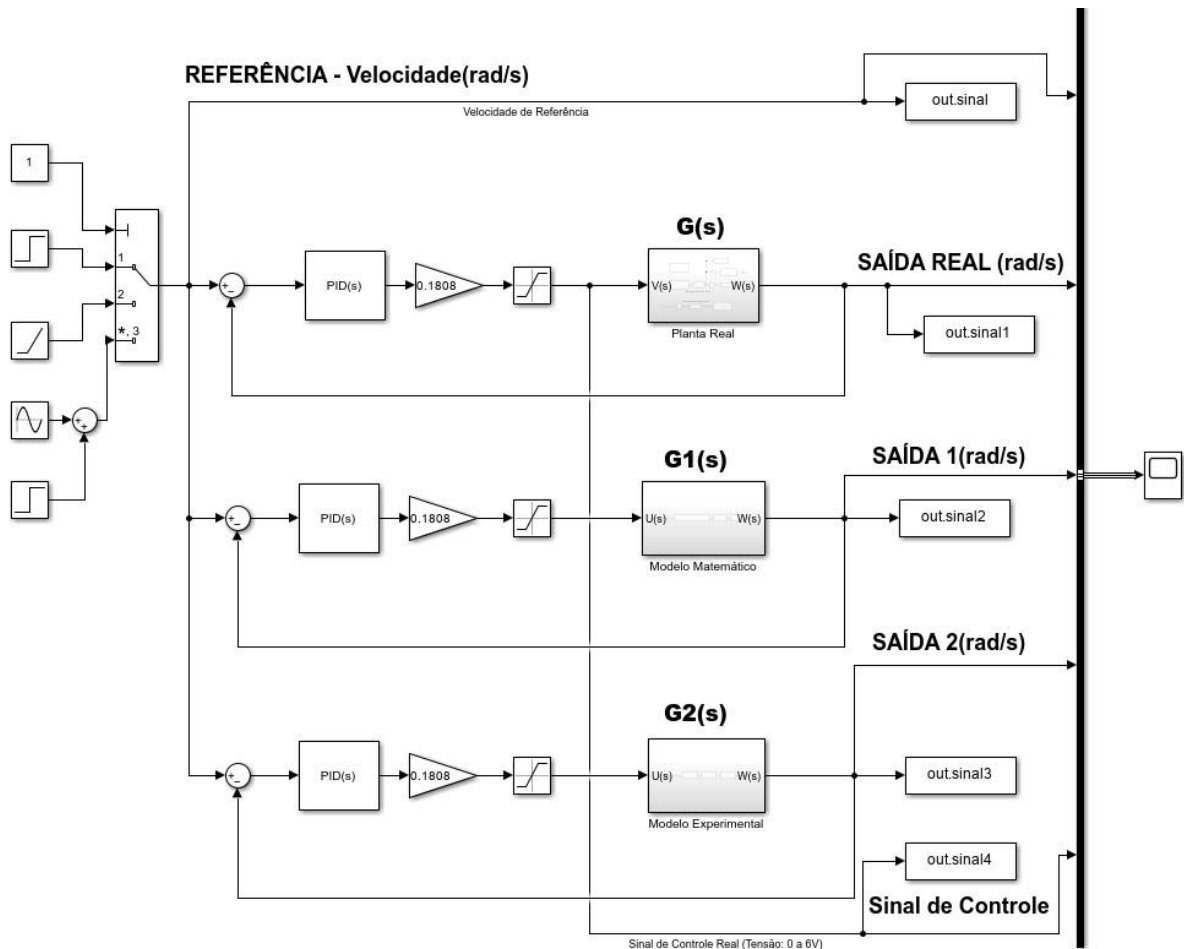 REFERÊNCIA - Velocidade(rad/s)
Velocidade de Referência
out.sinal
1
1
2
*, 3
G(s)
+
-
PID(s)
0.1808
V(s)
W(s)
Planta Real
SAÍDA REAL (rad/s)
out.sinal1
+
+
G1(s)
+
-
PID(s)
0.1808
U(s)
W(s)
Modelo Matemático
SAÍDA 1(rad/s)
out.sinal2
SAÍDA 2(rad/s)
G2(s)
+
-
PID(s)
0.1808
U(s)
W(s)
Modelo Experimental
out.sinal3
out.sinal4
Sinal de Controle
Sinal de Controle Real (Tensão: 0 a 6V)